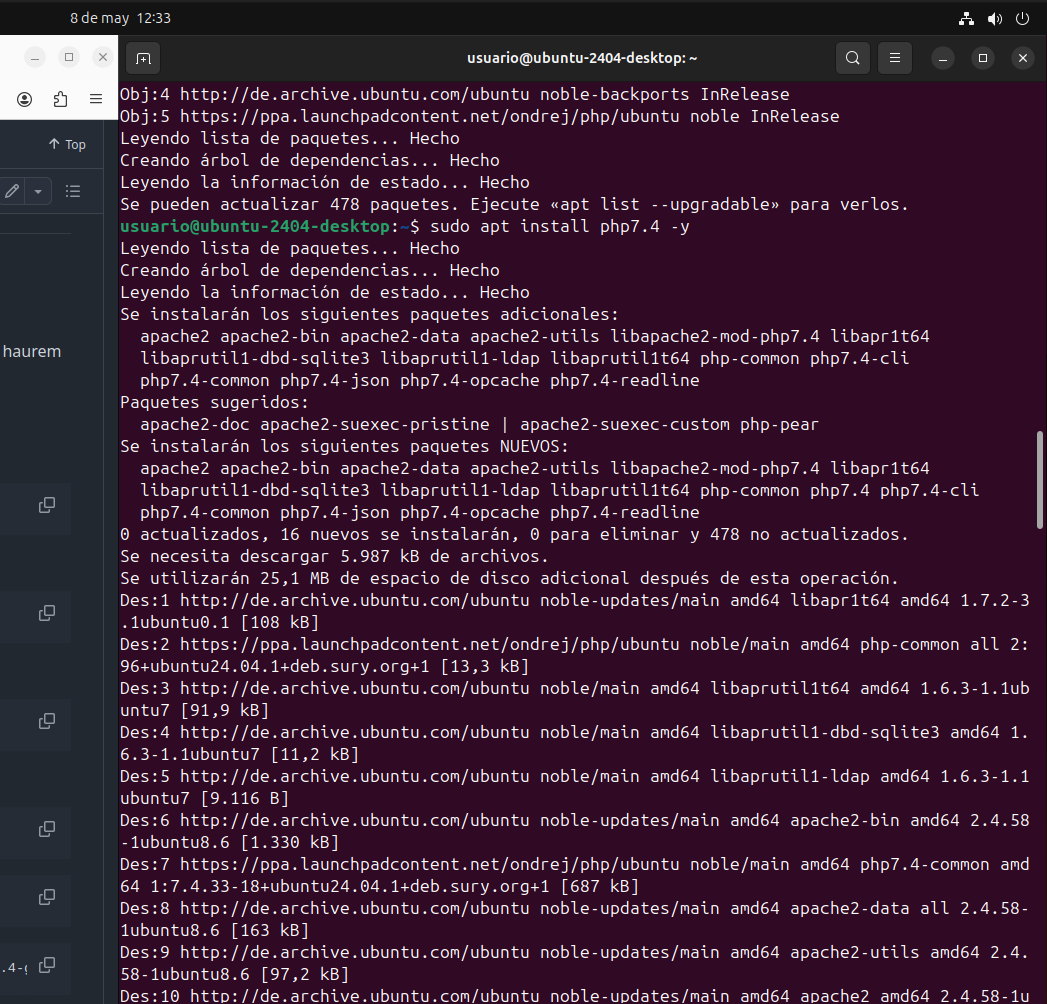 8 de may 12:33
usuario@ubuntu-2404-desktop: ~
Top
haurem
.4-g
Obj:4 http://de.archive.ubuntu.com/ubuntu noble-backports InRelease
Obj:5 https://ppa.launchpadcontent.net/ondrej/php/ubuntu noble InRelease
Leyendo lista de paquetes... Hecho
Creando árbol de dependencias... Hecho
Leyendo la información de estado... Hecho
Se pueden actualizar 478 paquetes. Ejecute «apt list --upgradable» para verlos.
usuario@ubuntu-2404-desktop:~$ sudo apt install php7.4 -y
Leyendo lista de paquetes... Hecho
Creando árbol de dependencias... Hecho
Leyendo la información de estado... Hecho
Se instalarán los siguientes paquetes adicionales:
  apache2 apache2-bin apache2-data apache2-utils libapache2-mod-php7.4 libapr1t64
  libaprutil1-dbd-sqlite3 libaprutil1-ldap libaprutil1t64 php-common php7.4-cli
  php7.4-common php7.4-json php7.4-opcache php7.4-readline
Paquetes sugeridos:
  apache2-doc apache2-suexec-pristine | apache2-suexec-custom php-pear
Se instalarán los siguientes paquetes NUEVOS:
  apache2 apache2-bin apache2-data apache2-utils libapache2-mod-php7.4 libapr1t64
  libaprutil1-dbd-sqlite3 libaprutil1-ldap libaprutil1t64 php-common php7.4 php7.4-cli
  php7.4-common php7.4-json php7.4-opcache php7.4-readline
0 actualizados, 16 nuevos se instalarán, 0 para eliminar y 478 no actualizados.
Se necesita descargar 5.987 kB de archivos.
Se utilizarán 25,1 MB de espacio de disco adicional después de esta operación.
Des:1 http://de.archive.ubuntu.com/ubuntu noble-updates/main amd64 libapr1t64 amd64 1.7.2-3
.1ubuntu0.1 [108 kB]
Des:2 https://ppa.launchpadcontent.net/ondrej/php/ubuntu noble/main amd64 php-common all 2:
96+ubuntu24.04.1+deb.sury.org+1 [13,3 kB]
Des:3 http://de.archive.ubuntu.com/ubuntu noble/main amd64 libaprutil1t64 amd64 1.6.3-1.1ub
untu7 [91,9 kB]
Des:4 http://de.archive.ubuntu.com/ubuntu noble/main amd64 libaprutil1-dbd-sqlite3 amd64 1.
6.3-1.1ubuntu7 [11,2 kB]
Des:5 http://de.archive.ubuntu.com/ubuntu noble/main amd64 libaprutil1-ldap amd64 1.6.3-1.1
ubuntu7 [9.116 B]
Des:6 http://de.archive.ubuntu.com/ubuntu noble-updates/main amd64 apache2-bin amd64 2.4.58
-1ubuntu8.6 [1.330 kB]
Des:7 https://ppa.launchpadcontent.net/ondrej/php/ubuntu noble/main amd64 php7.4-common amd
64 1:7.4.33-18+ubuntu24.04.1+deb.sury.org+1 [687 kB]
Des:8 http://de.archive.ubuntu.com/ubuntu noble-updates/main amd64 apache2-data all 2.4.58-
1ubuntu8.6 [163 kB]
Des:9 http://de.archive.ubuntu.com/ubuntu noble-updates/main amd64 apache2-utils amd64 2.4.
58-1ubuntu8.6 [97,2 kB]
Des:10 http://de.archive.ubuntu.com/ubuntu noble-updates/main amd64 apache2 amd64 2.4.58-1u